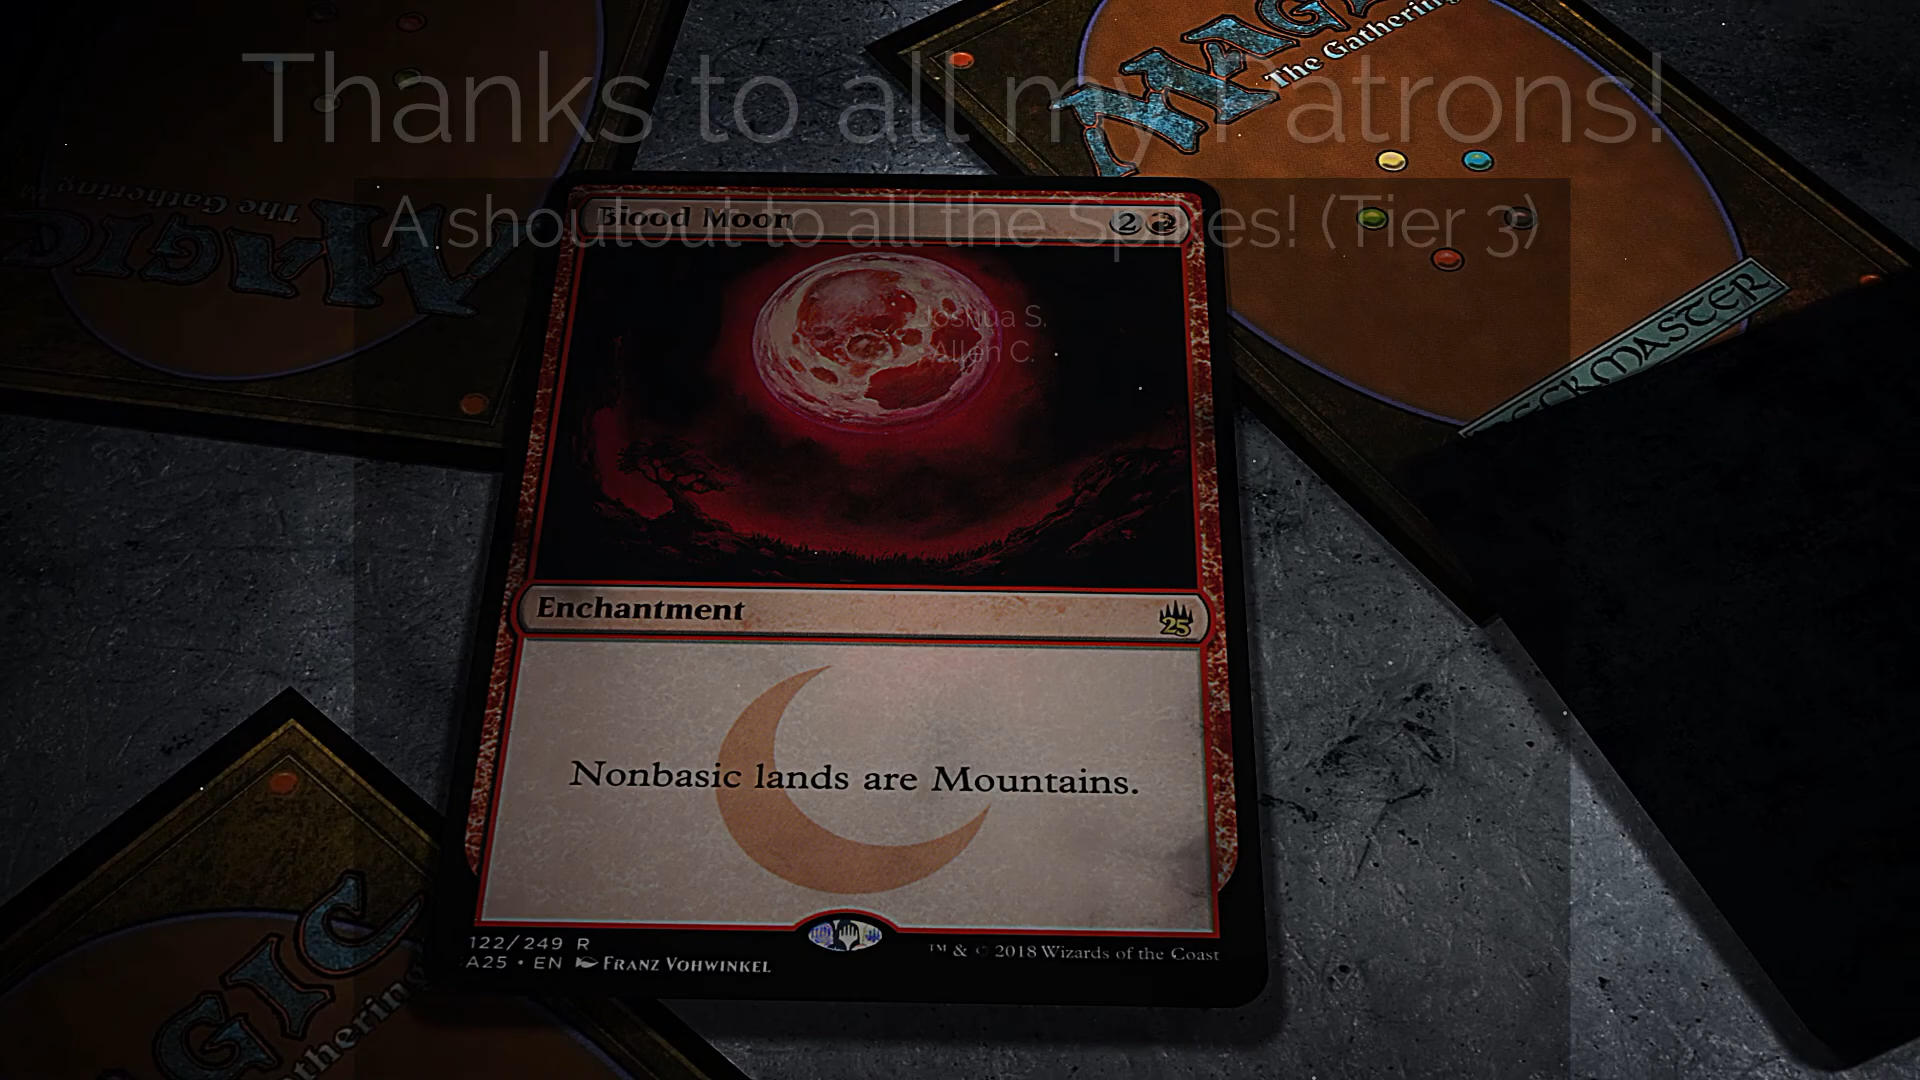 Thanks to all my Patrons!
A shoutout to all the Spikes! (Tier 3)
Joshua S.
Allen C.
Blood Moon
2
Enchantment
25
Nonbasic lands are Mountains.
122/249 R
A25 • EN FRANZ VOHWINKEL
™ & © 2018 Wizards of the Coast
MAGIC
The Gathering
DECKMASTER
MAGIC
The Gathering
MAGIC
The Gathering